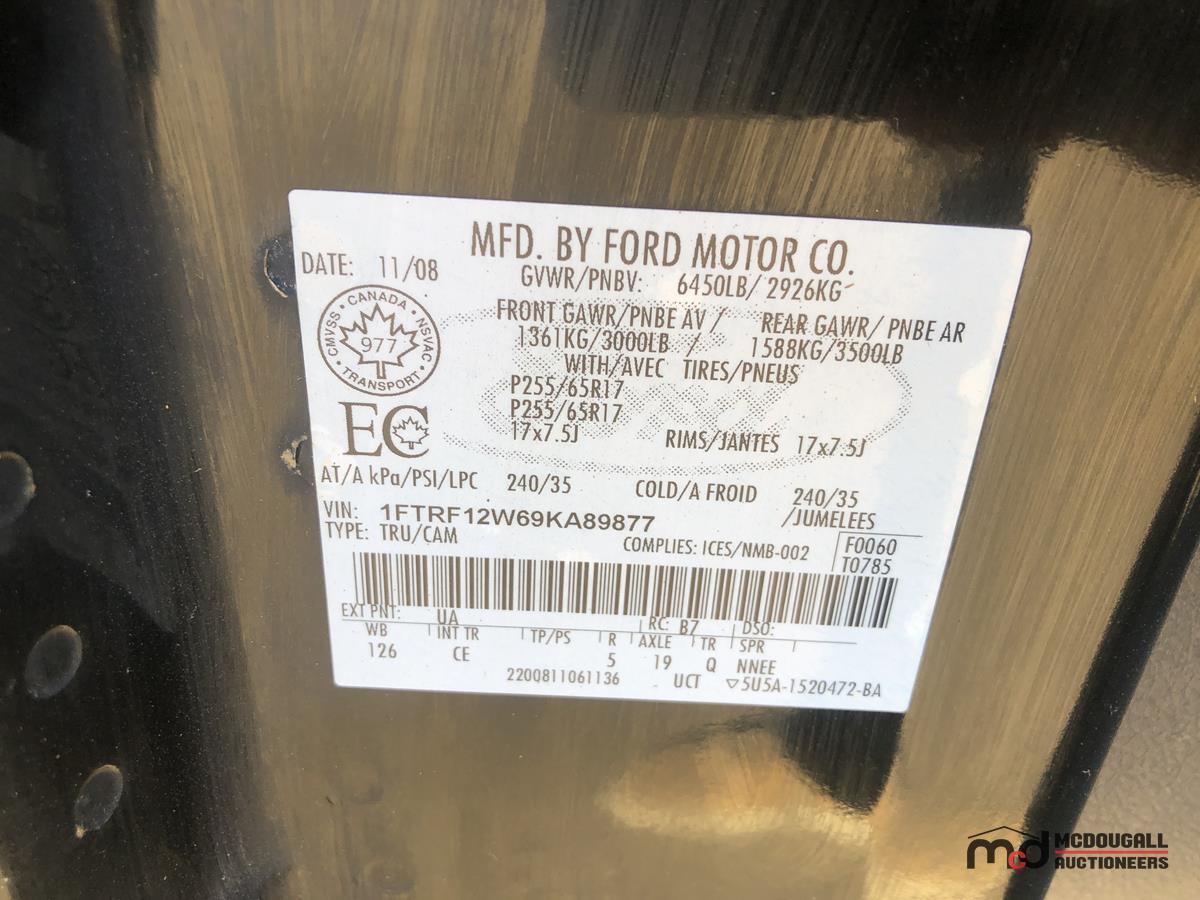 MFD. BY FORD MOTOR CO.
DATE: 11/08
GVWR/PNBV: 6450LB/ 2926KG
CMVSS • CANADA • NSVAC
977
• TRANSPORT •
FRONT GAWR/PNBE AV / REAR GAWR/ PNBE AR
1361KG/3000LB / 1588KG/3500LB
WITH/AVEC TIRES/PNEUS
P255/65R17
P255/65R17
EC
17x7.5J RIMS/JANTES 17x7.5J
AT/A kPa/PSI/LPC 240/35 COLD/A FROID 240/35
/JUMELEES
VIN: 1FTRF12W69KA89877
TYPE: TRU/CAM COMPLIES: ICES/NMB-002
F0060
T0785
EXT PNT: UA RC: B7 DSO:
WB INT TR TP/PS R AXLE TR SPR
126 CE 5 19 Q NNEE
2200811061136 UCT ▽5U5A-1520472-BA
mcd MCDOUGALL
AUCTIONEERS